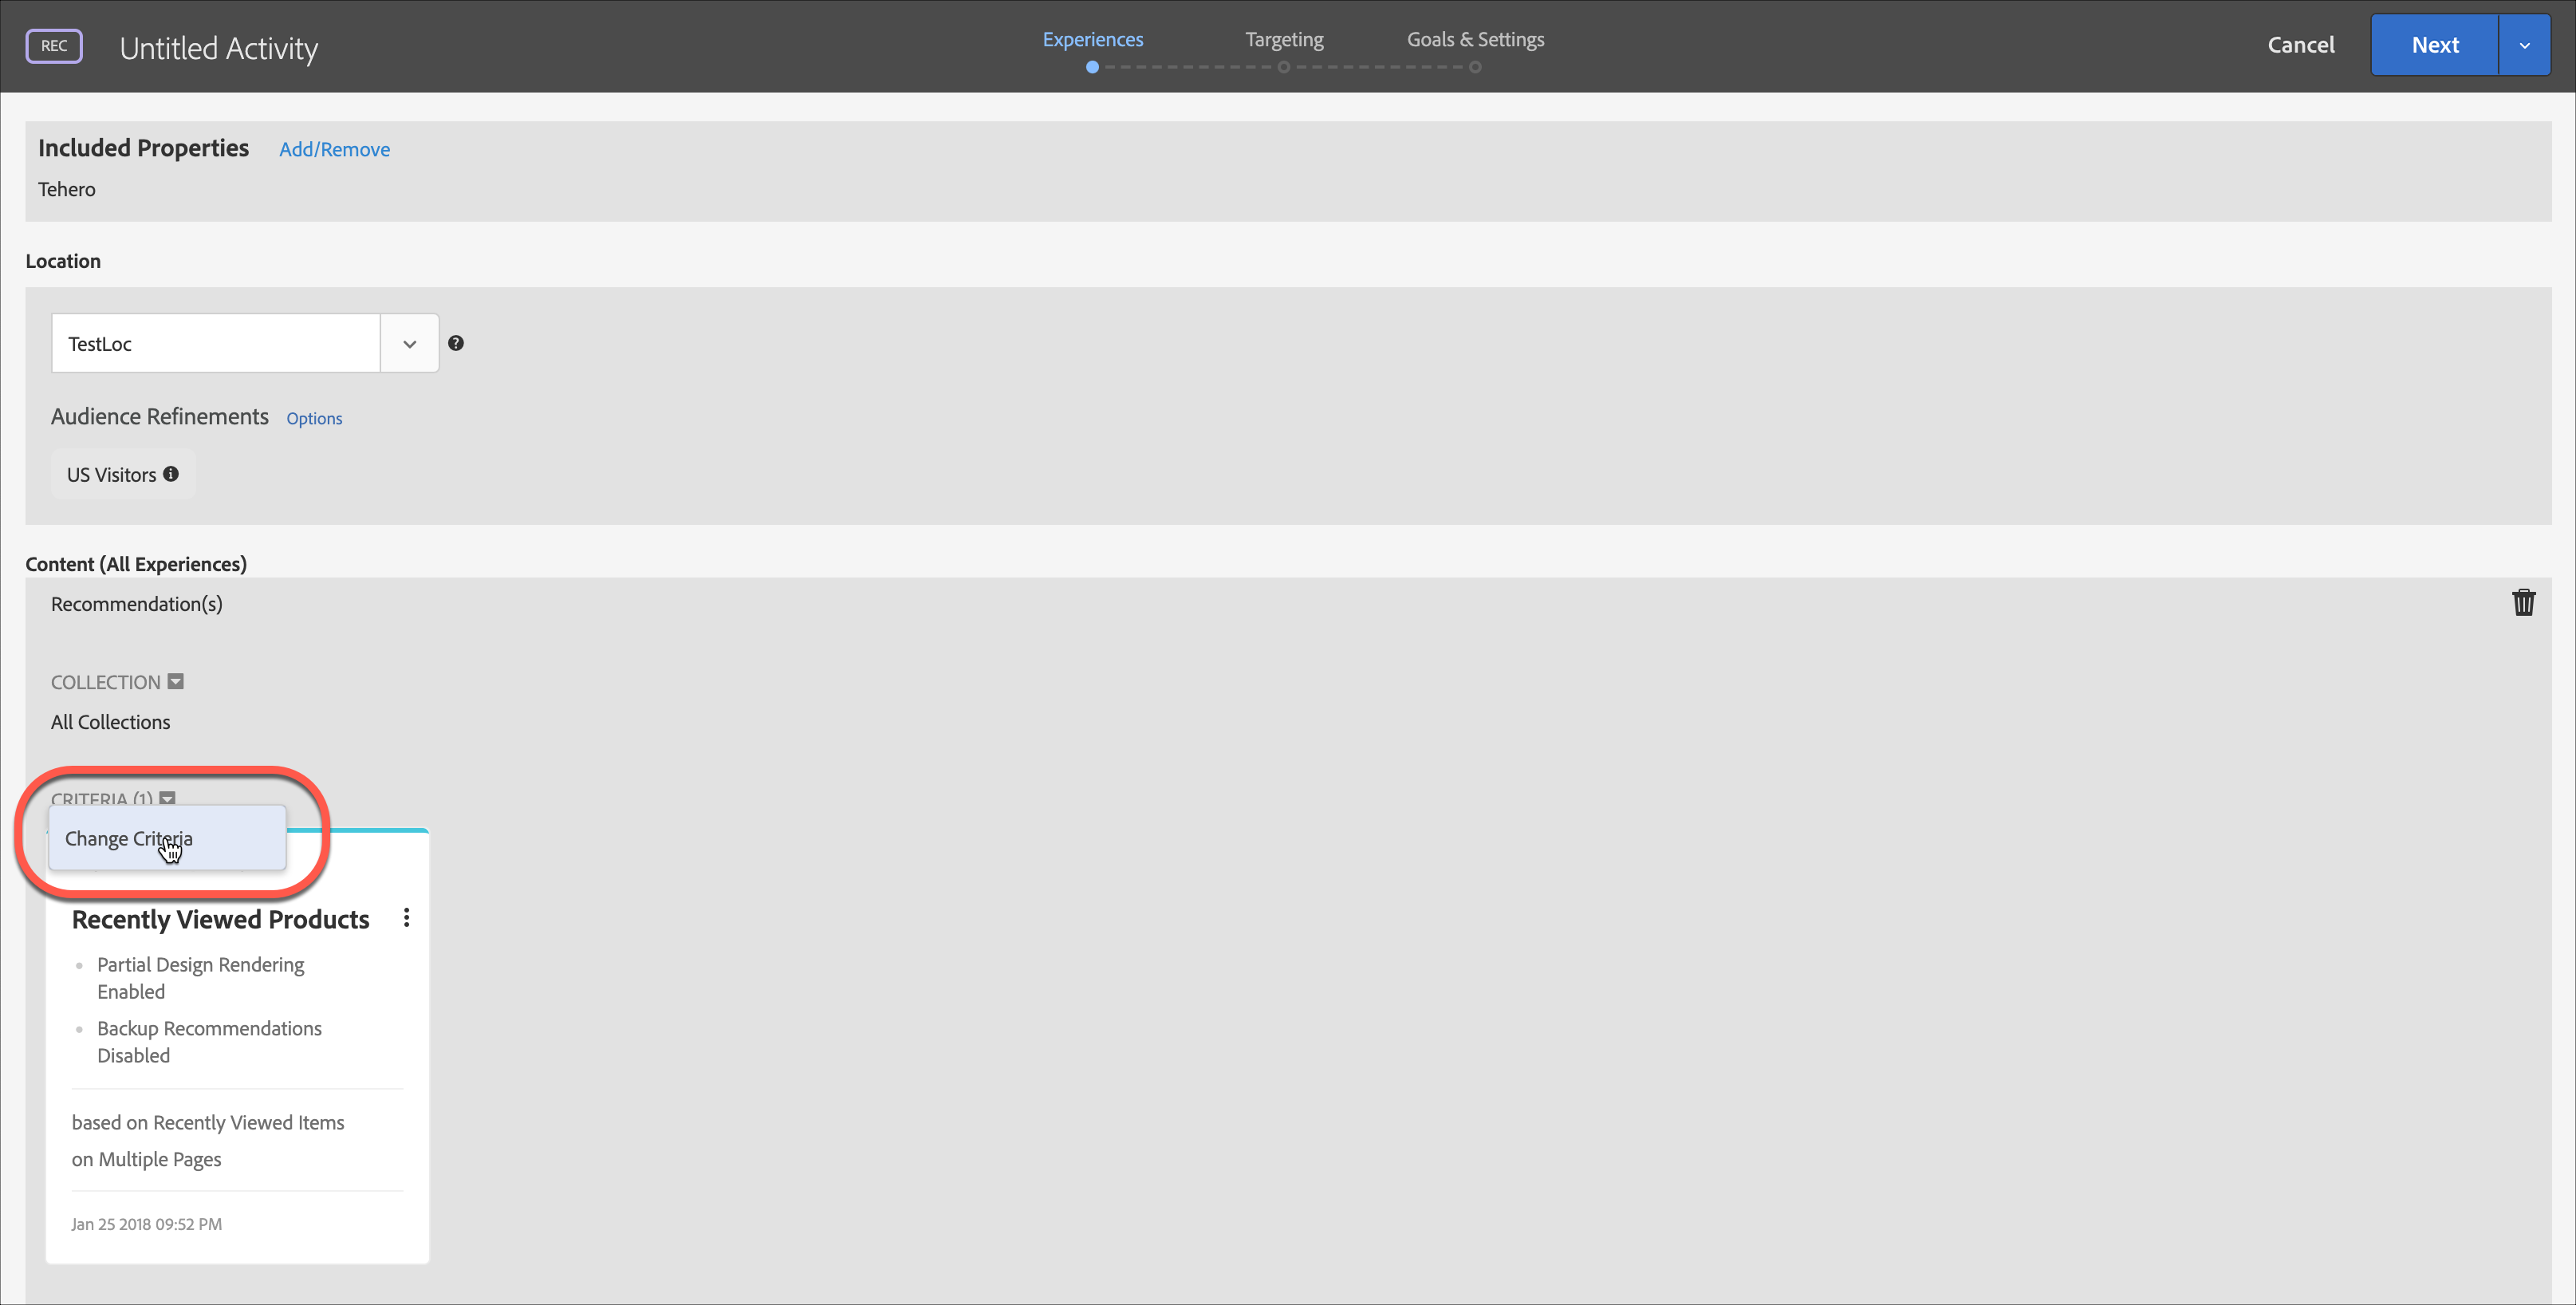 REC
Untitled Activity
Experiences
Targeting
Goals & Settings
Cancel
Next
Included Properties Add/Remove
Tehero
Location
TestLoc
Audience Refinements Options
US Visitors
Content (All Experiences)
Recommendation(s)
COLLECTION
All Collections
CRITERIA (1)
Change Criteria
Recently Viewed Products
Partial Design Rendering
Enabled
Backup Recommendations
Disabled
based on Recently Viewed Items
on Multiple Pages
Jan 25 2018 09:52 PM